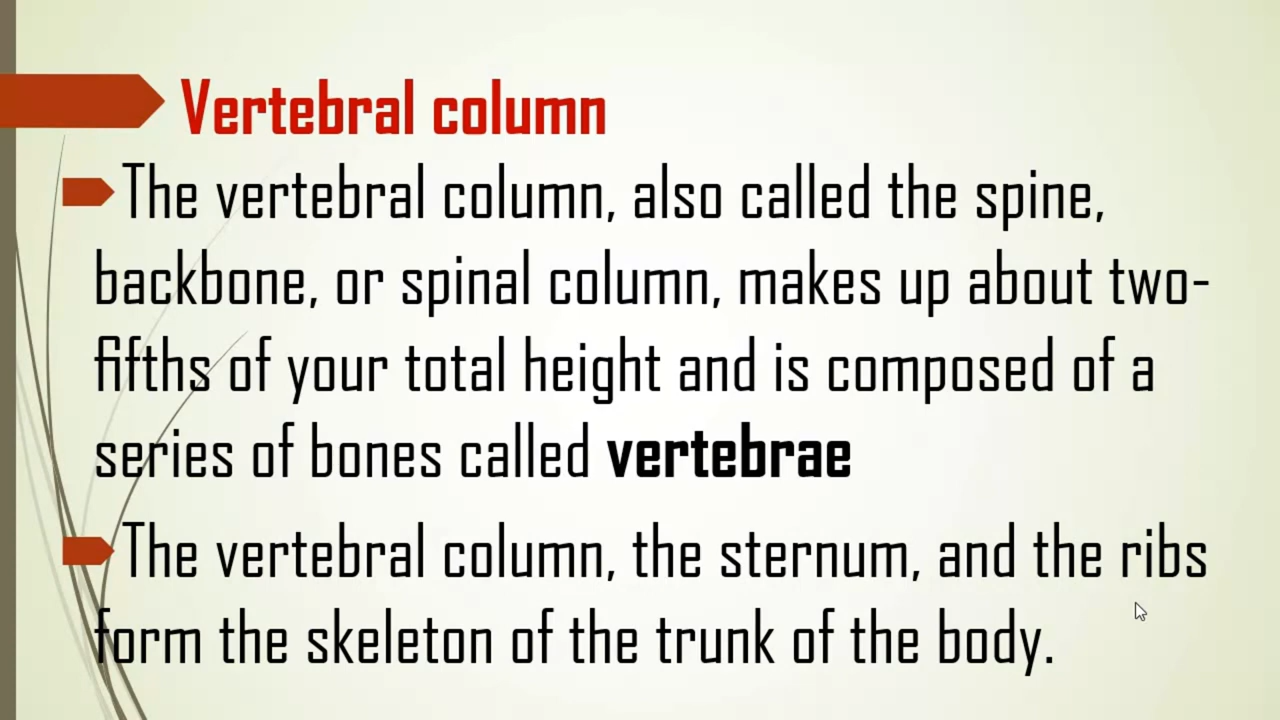 Vertebral column
The vertebral column, also called the spine,
backbone, or spinal column, makes up about two-
fifths of your total height and is composed of a
series of bones called vertebrae
The vertebral column, the sternum, and the ribs
form the skeleton of the trunk of the body.